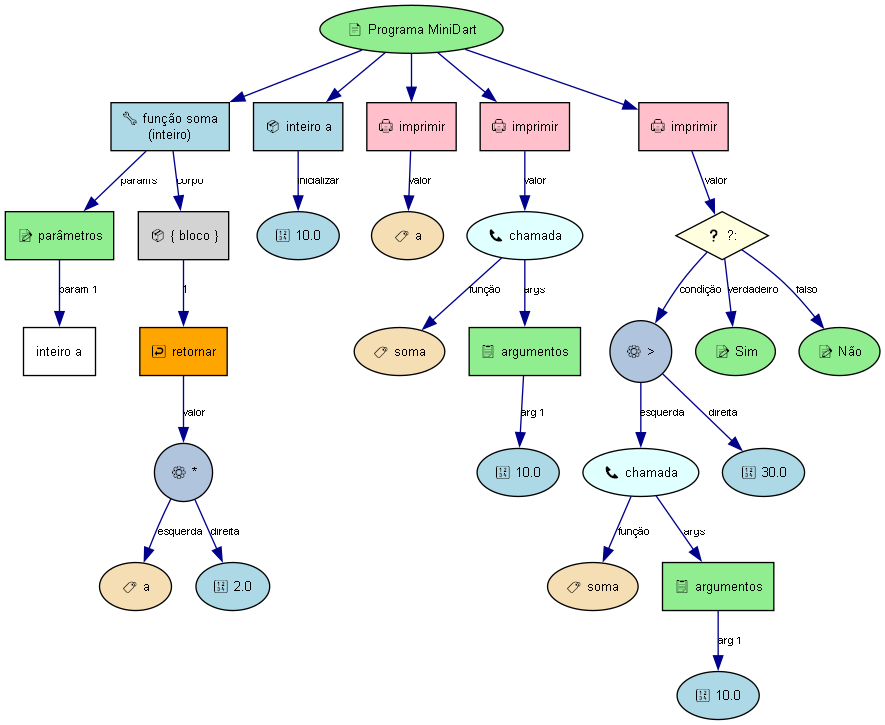 Programa MiniDart
função soma
(inteiro)
inteiro a
imprimir
imprimir
imprimir
params
corpo
inicializar
valor
valor
valor
parâmetros
{ bloco }
10.0
a
chamada
?:
param 1
1
função
args
condição
verdadeiro
falso
inteiro a
retornar
soma
argumentos
>
Sim
Não
valor
arg 1
esquerda
direita
*
10.0
chamada
30.0
esquerda
direita
função
args
a
2.0
soma
argumentos
arg 1
10.0